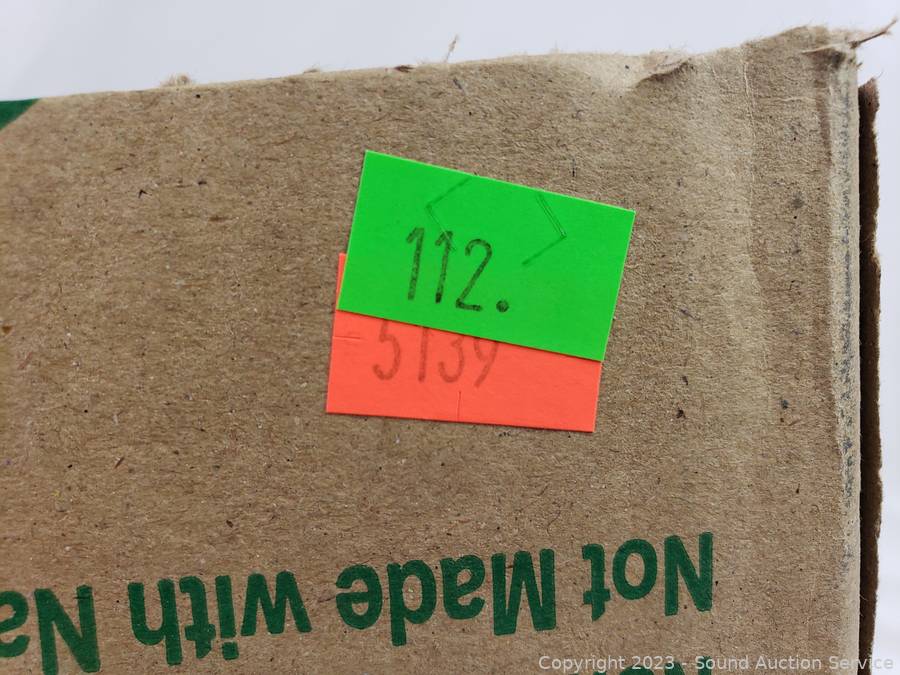 112.
5139
Not Made with Na
Copyright 2023 - Sound Auction Service